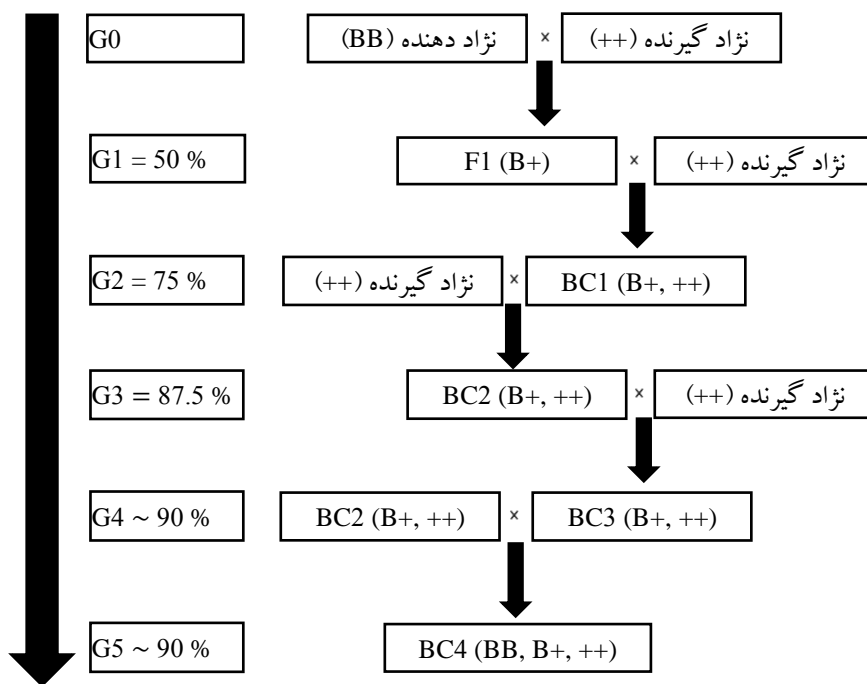 G0
نژاد دهنده (BB) × نژاد گیرنده (++)
G1 = 50 %
F1 (B+) × نژاد گیرنده (++)
G2 = 75 %
نژاد گیرنده (++) × BC1 (B+, ++)
G3 = 87.5 %
BC2 (B+, ++) × نژاد گیرنده (++)
G4 ~ 90 %
BC2 (B+, ++) × BC3 (B+, ++)
G5 ~ 90 %
BC4 (BB, B+, ++)